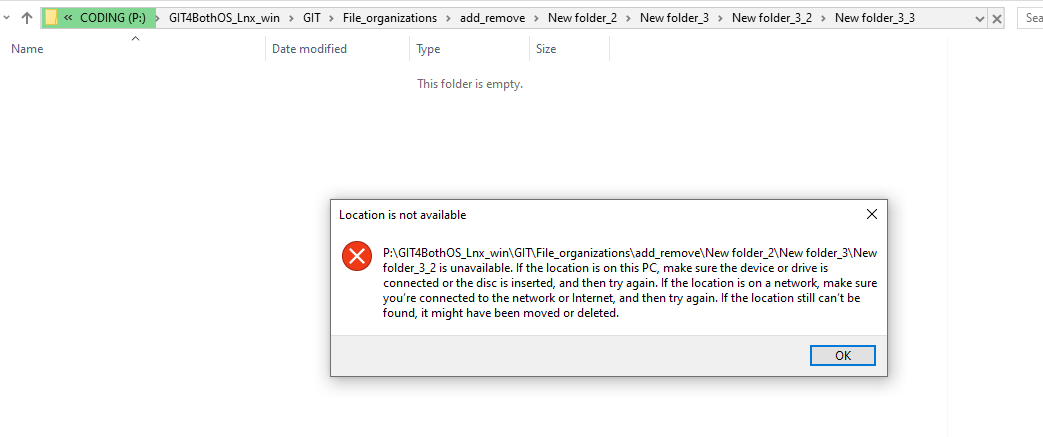 « CODING (P:) › GIT4BothOS_Lnx_win › GIT › File_organizations › add_remove › New folder_2 › New folder_3 › New folder_3_2 › New folder_3_3
Sea
Name Date modified Type Size
This folder is empty.
Location is not available
P:\GIT4BothOS_Lnx_win\GIT\File_organizations\add_remove\New folder_2\New folder_3\New
folder_3_2 is unavailable. If the location is on this PC, make sure the device or drive is
connected or the disc is inserted, and then try again. If the location is on a network, make sure
you're connected to the network or Internet, and then try again. If the location still can't be
found, it might have been moved or deleted.
OK